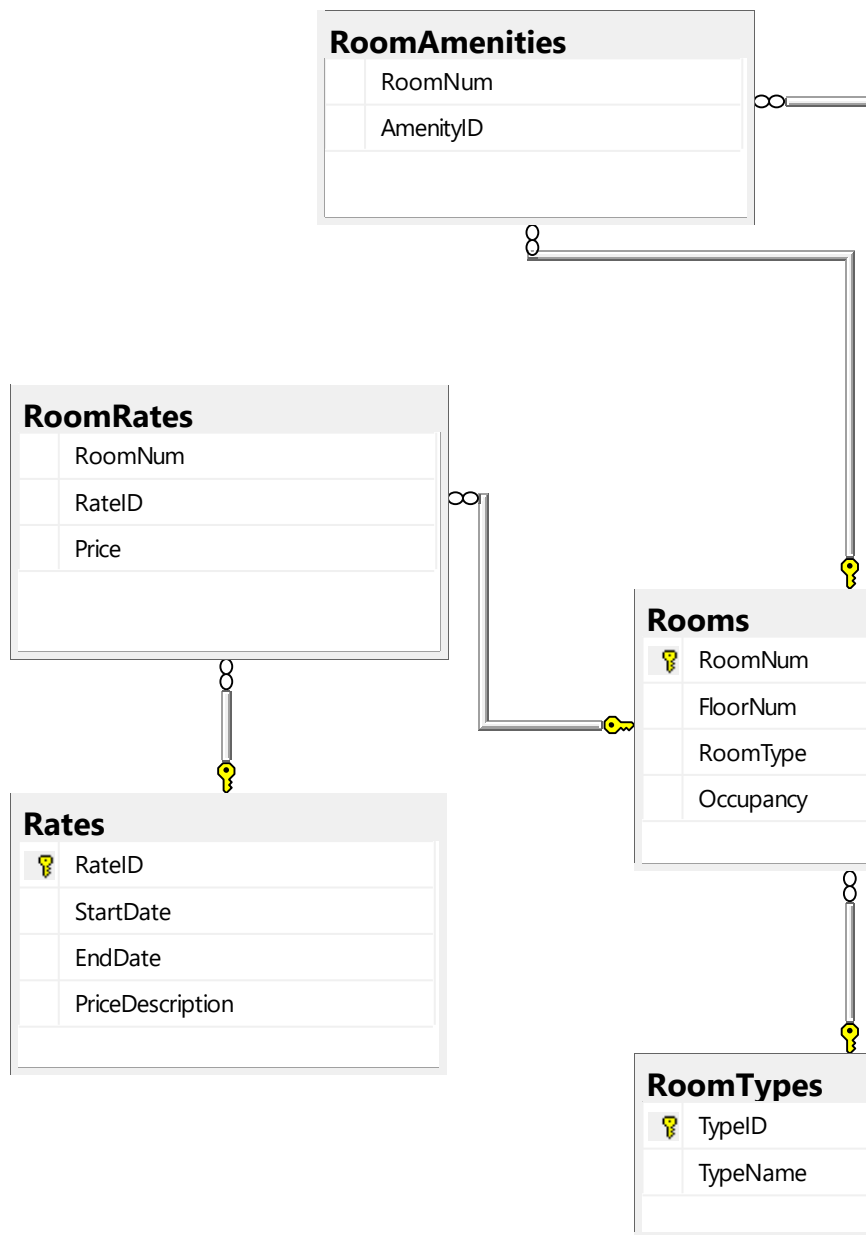 RoomAmenities
RoomNum
AmenityID
RoomRates
RoomNum
RateID
Price
Rooms
RoomNum
FloorNum
RoomType
Occupancy
Rates
RateID
StartDate
EndDate
PriceDescription
RoomTypes
TypeID
TypeName